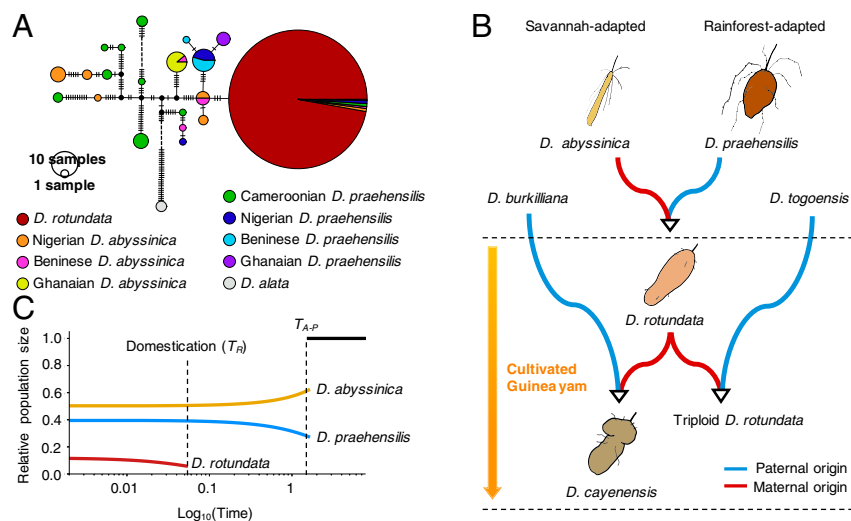 A
10 samples
1 sample
D. rotundata
Nigerian D. abyssinica
Beninese D. abyssinica
Ghanaian D. abyssinica
Cameroonian D. praehensilis
Nigerian D. praehensilis
Beninese D. praehensilis
Ghanaian D. praehensilis
D. alata
B
Savannah-adapted
Rainforest-adapted
D. abyssinica
D. praehensilis
D. burkilliana
D. togoensis
D. rotundata
Cultivated
Guinea yam
Triploid D. rotundata
D. cayenensis
Paternal origin
Maternal origin
C
Relative population size
1.0
0.8
0.6
0.4
0.2
0.0
Domestication (TR)
TA-P
D. abyssinica
D. praehensilis
D. rotundata
0.01
0.1
1
Log10(Time)